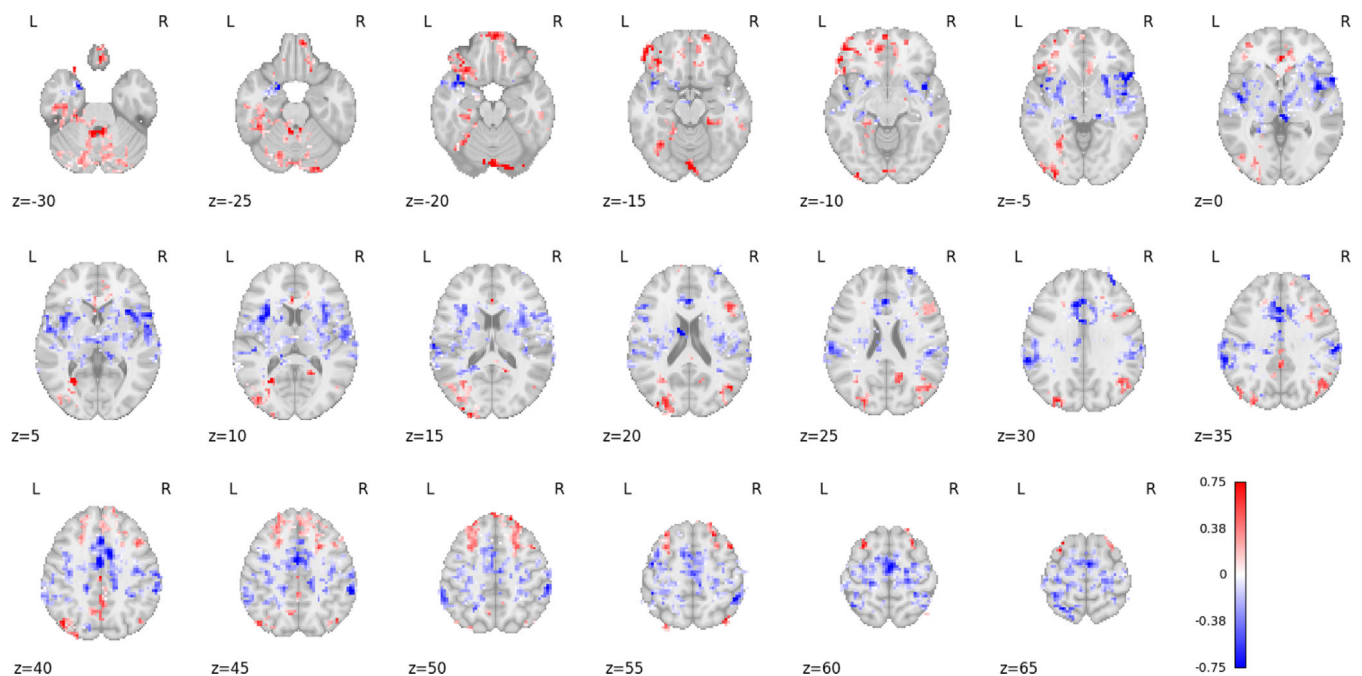 L R L R L R L R L R L R L R
z=-30 z=-25 z=-20 z=-15 z=-10 z=-5 z=0
L R L R L R L R L R L R L R
z=5 z=10 z=15 z=20 z=25 z=30 z=35
L R L R L R L R L R L R
0.75
0.38
0
-0.38
-0.75
z=40 z=45 z=50 z=55 z=60 z=65